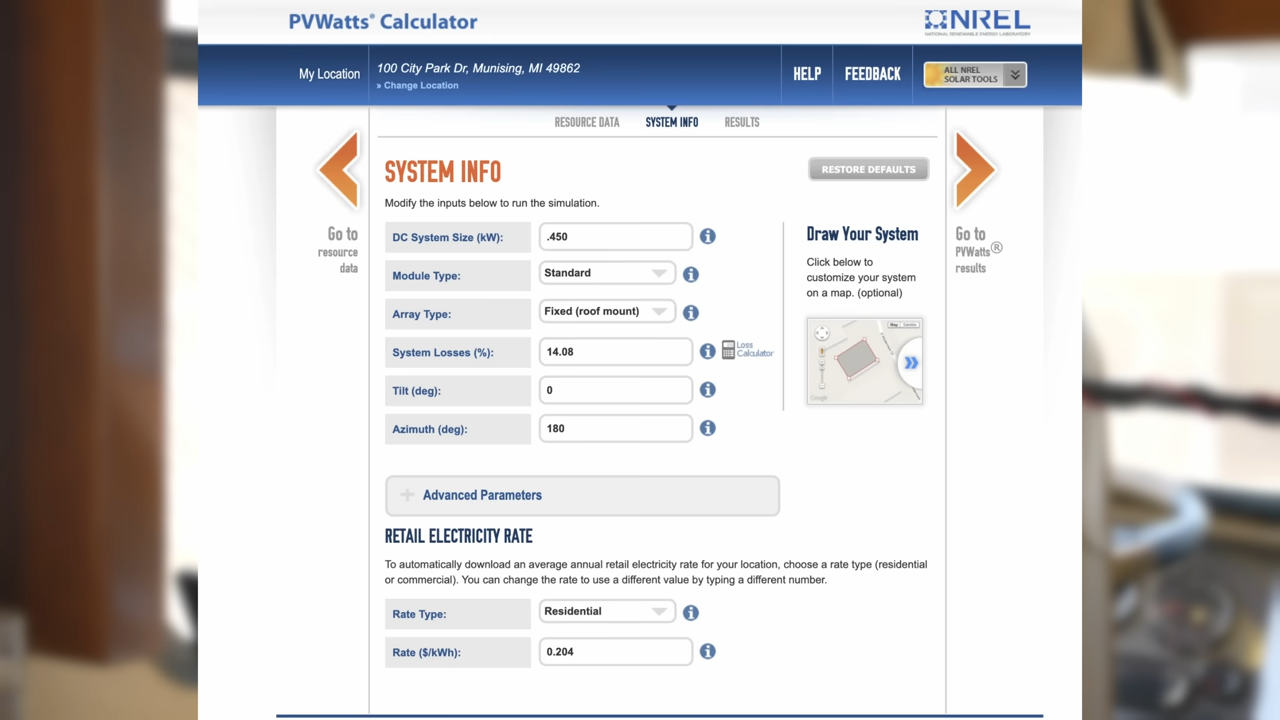 PVWatts® Calculator
NREL
NATIONAL RENEWABLE ENERGY LABORATORY
My Location
100 City Park Dr, Munising, MI 49862
» Change Location
HELP
FEEDBACK
ALL NREL
SOLAR TOOLS
RESOURCE DATA
SYSTEM INFO
RESULTS
Go to
resource
data
SYSTEM INFO
RESTORE DEFAULTS
Modify the inputs below to run the simulation.
DC System Size (kW):
.450
Module Type:
Standard
Array Type:
Fixed (roof mount)
System Losses (%):
14.08
Loss
Calculator
Tilt (deg):
0
Azimuth (deg):
180
Draw Your System
Click below to
customize your system
on a map. (optional)
Map
Google
Go to
PVWatts®
results
Advanced Parameters
RETAIL ELECTRICITY RATE
To automatically download an average annual retail electricity rate for your location, choose a rate type (residential
or commercial). You can change the rate to use a different value by typing a different number.
Rate Type:
Residential
Rate ($/kWh):
0.204